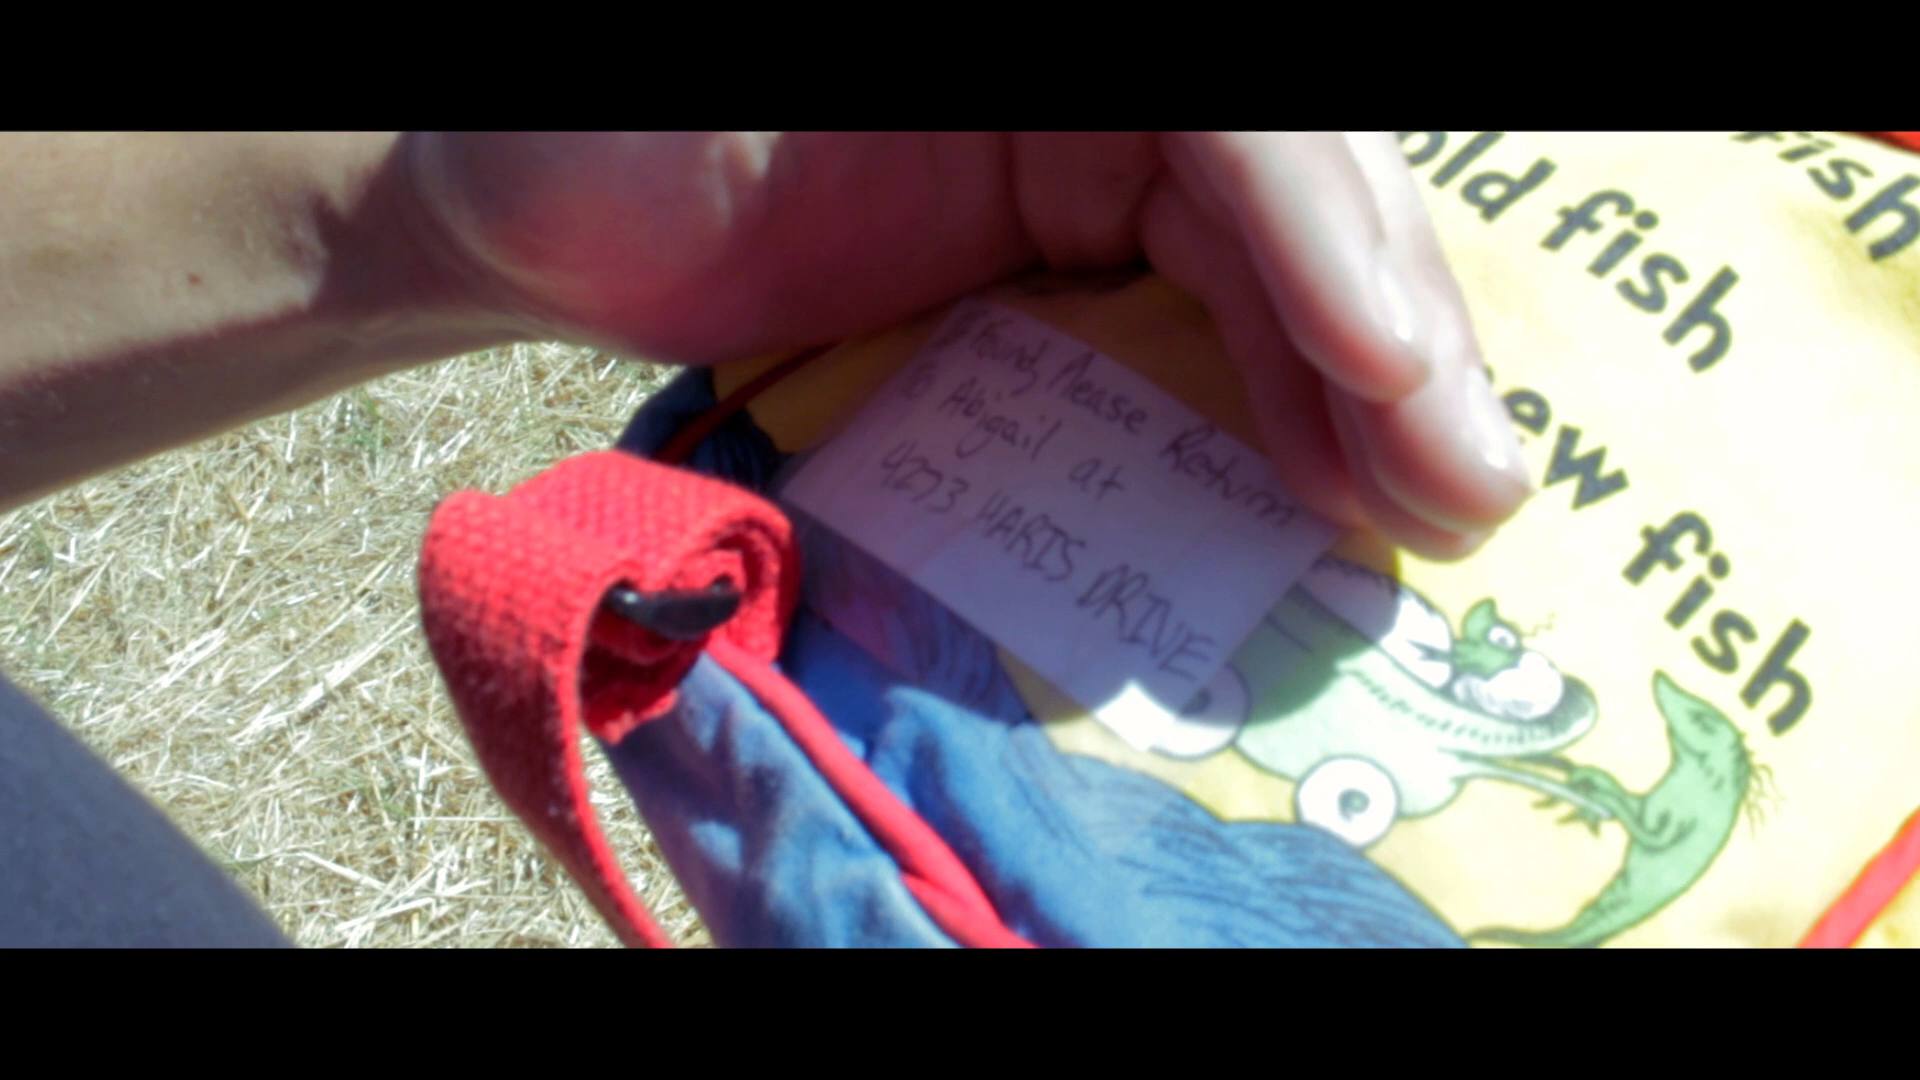 If Found, Please Return
to Abigail at
4273 HARIS DRIVE
fish
old fish
new fish